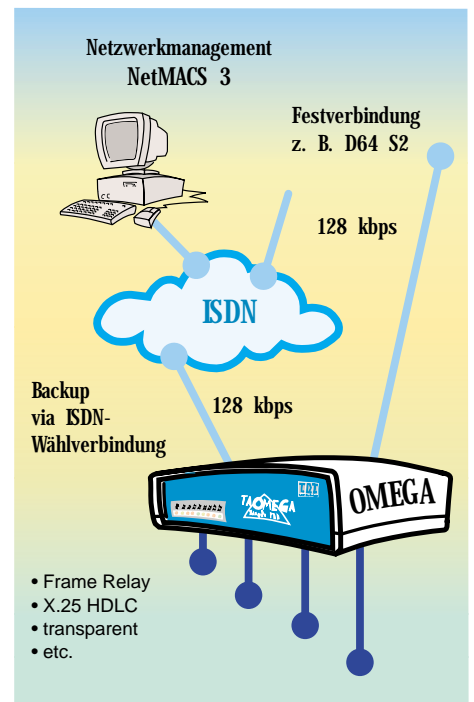 Netzwerkmanagement
NetMACS 3
Festverbindung
z. B. D64 S2
128 kbps
ISDN
Backup
via ISDN-
Wählverbindung
128 kbps
OMEGA
TAOMEGA
• Frame Relay
• X.25 HDLC
• transparent
• etc.